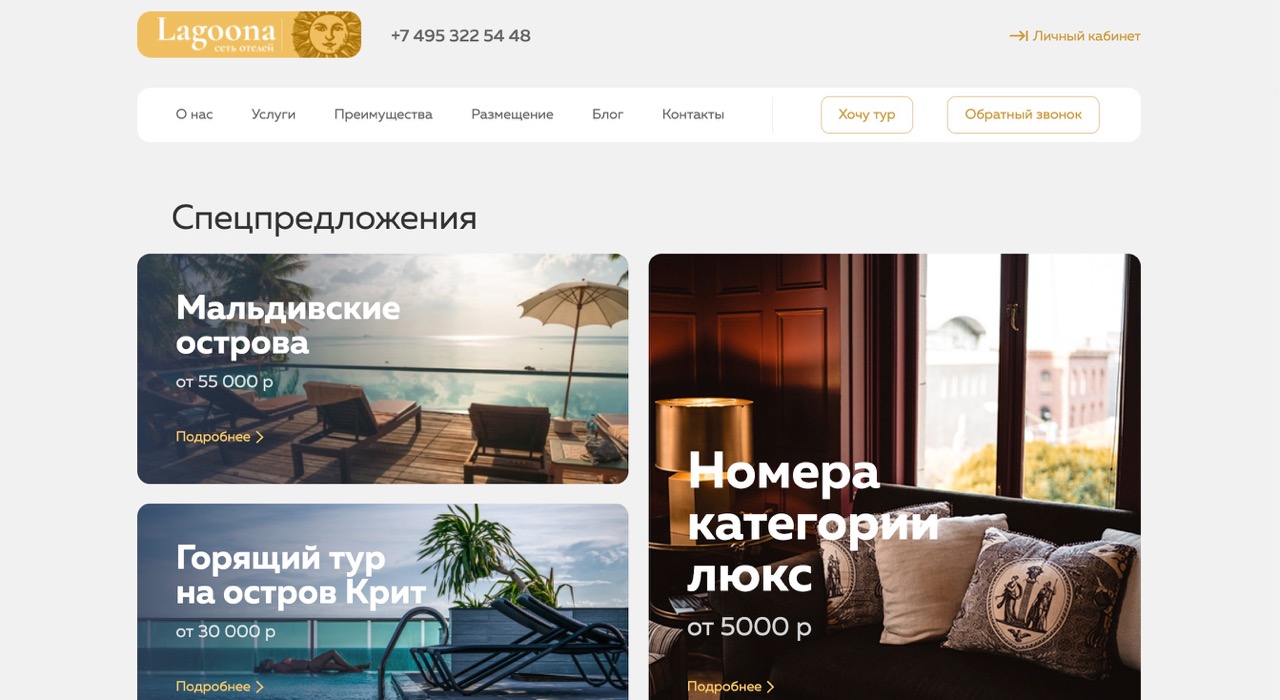 Lagoona
сеть отелей
+7 495 322 54 48
Личный кабинет
О нас
Услуги
Преимущества
Размещение
Блог
Контакты
Хочу тур
Обратный звонок
Спецпредложения
Мальдивские
острова
от 55 000 р
Подробнее
Горящий тур
на остров Крит
от 30 000 р
Подробнее
Номера
категории
люкс
от 5000 р
Подробнее